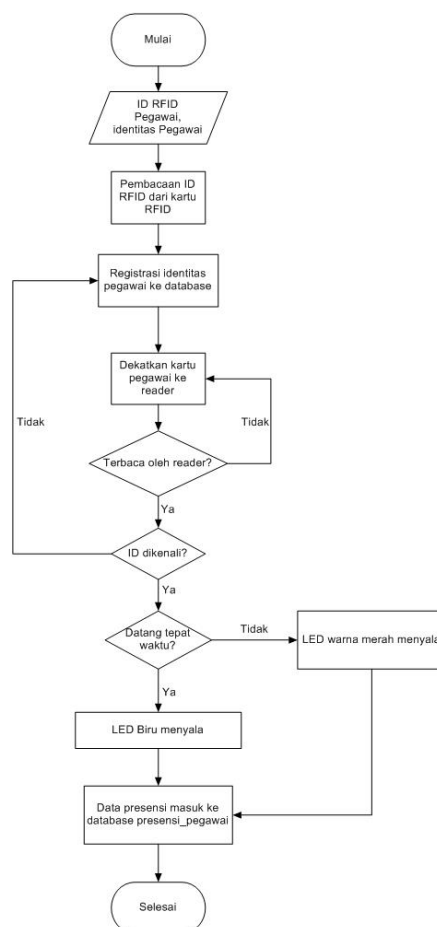 Mulai
ID RFID
Pegawai,
identitas Pegawai
Pembacaan ID
RFID dari kartu
RFID
Registrasi identitas
pegawai ke database
Dekatkan kartu
pegawai ke
reader
Tidak
Tidak
Terbaca oleh reader?
Ya
ID dikenali?
Ya
Datang tepat
waktu?
Tidak
LED warna merah menyala
Ya
LED Biru menyala
Data presensi masuk ke
database presensi_pegawai
Selesai